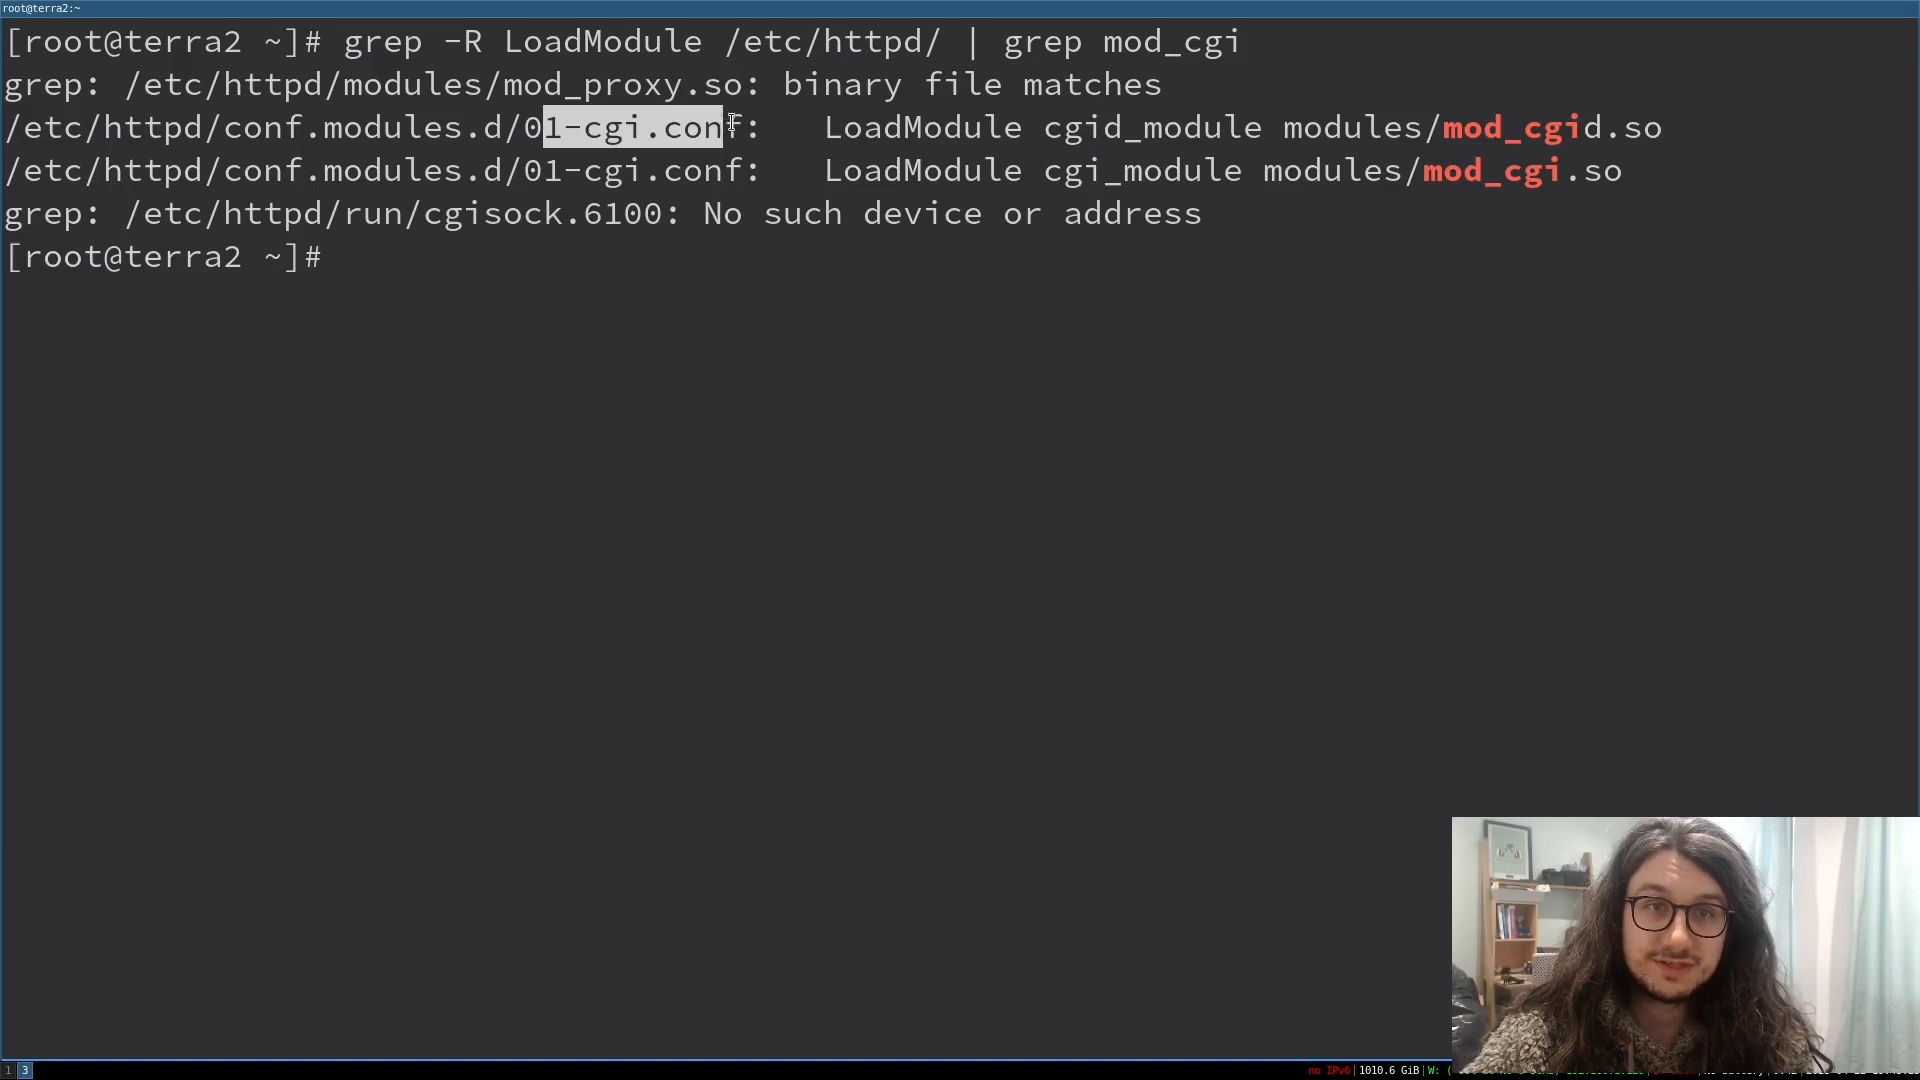 root@terra2:~
[root@terra2 ~]# grep -R LoadModule /etc/httpd/ | grep mod_cgi
grep: /etc/httpd/modules/mod_proxy.so: binary file matches
/etc/httpd/conf.modules.d/01-cgi.conf:   LoadModule cgid_module modules/mod_cgid.so
/etc/httpd/conf.modules.d/01-cgi.conf:   LoadModule cgi_module modules/mod_cgi.so
grep: /etc/httpd/run/cgisock.6100: No such device or address
[root@terra2 ~]#
1 3 no IPv6|1010.6 GiB|W: (